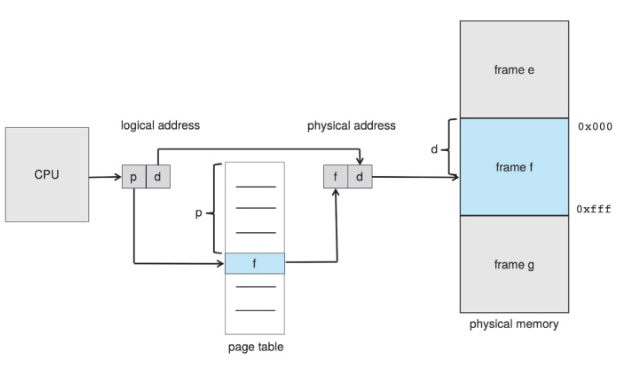 frame e
logical address
physical address
0x000
d
CPU
p d
f d
frame f
p
0xfff
f
frame g
physical memory
page table